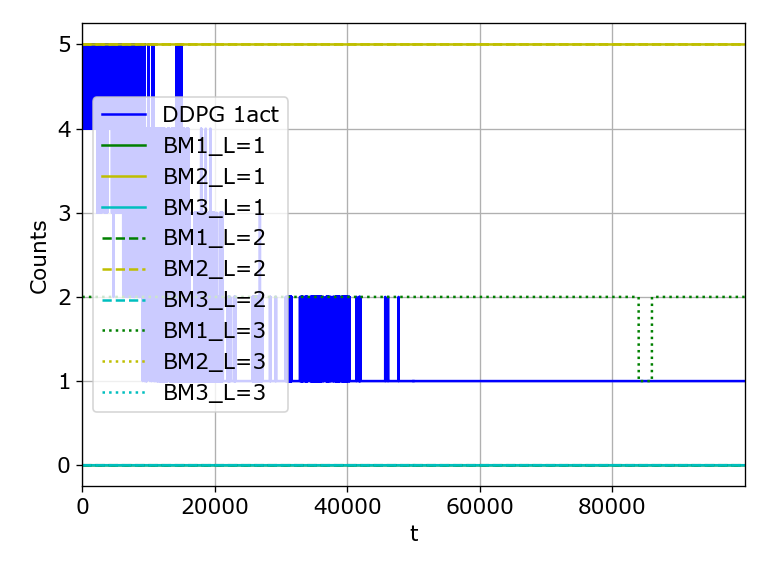 5
4
3
2
1
0
Counts
DDPG 1act
BM1_L=1
BM2_L=1
BM3_L=1
BM1_L=2
BM2_L=2
BM3_L=2
BM1_L=3
BM2_L=3
BM3_L=3
0 20000 40000 60000 80000
t